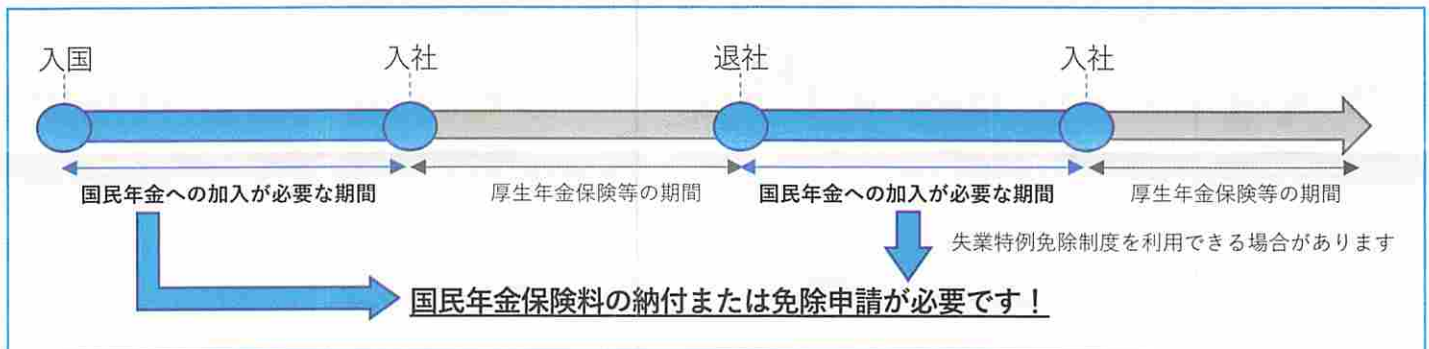 入国
入社
退社
入社
国民年金への加入が必要な期間
厚生年金保険等の期間
国民年金への加入が必要な期間
厚生年金保険等の期間
失業特例免除制度を利用できる場合があります
国民年金保険料の納付または免除申請が必要です！